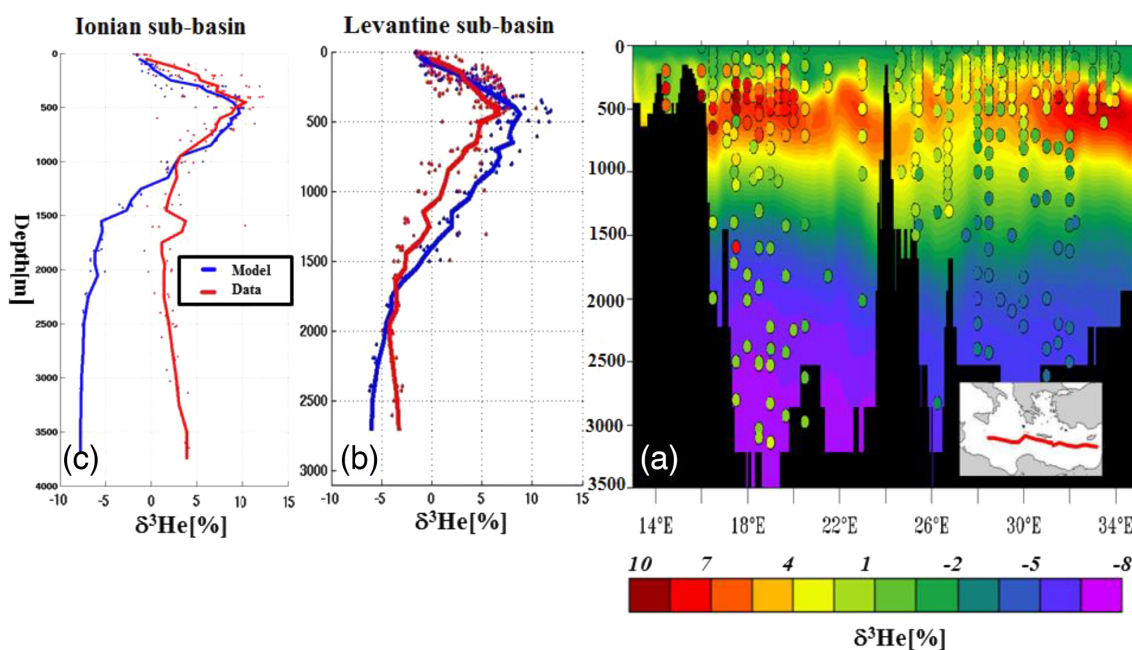 Ionian sub-basin
Levantine sub-basin
0
500
1000
1500
2000
2500
3000
3500
4000
Depth[m]
Model
Data
(c)
-10 -5 0 5 10 15
δ³He[%]
0
500
1000
1500
2000
2500
3000
(b)
-10 -5 0 5 10 15
δ³He[%]
0
500
1000
1500
2000
2500
3000
3500
(a)
14°E 18°E 22°E 26°E 30°E 34°E
10 7 4 1 -2 -5 -8
δ³He[%]